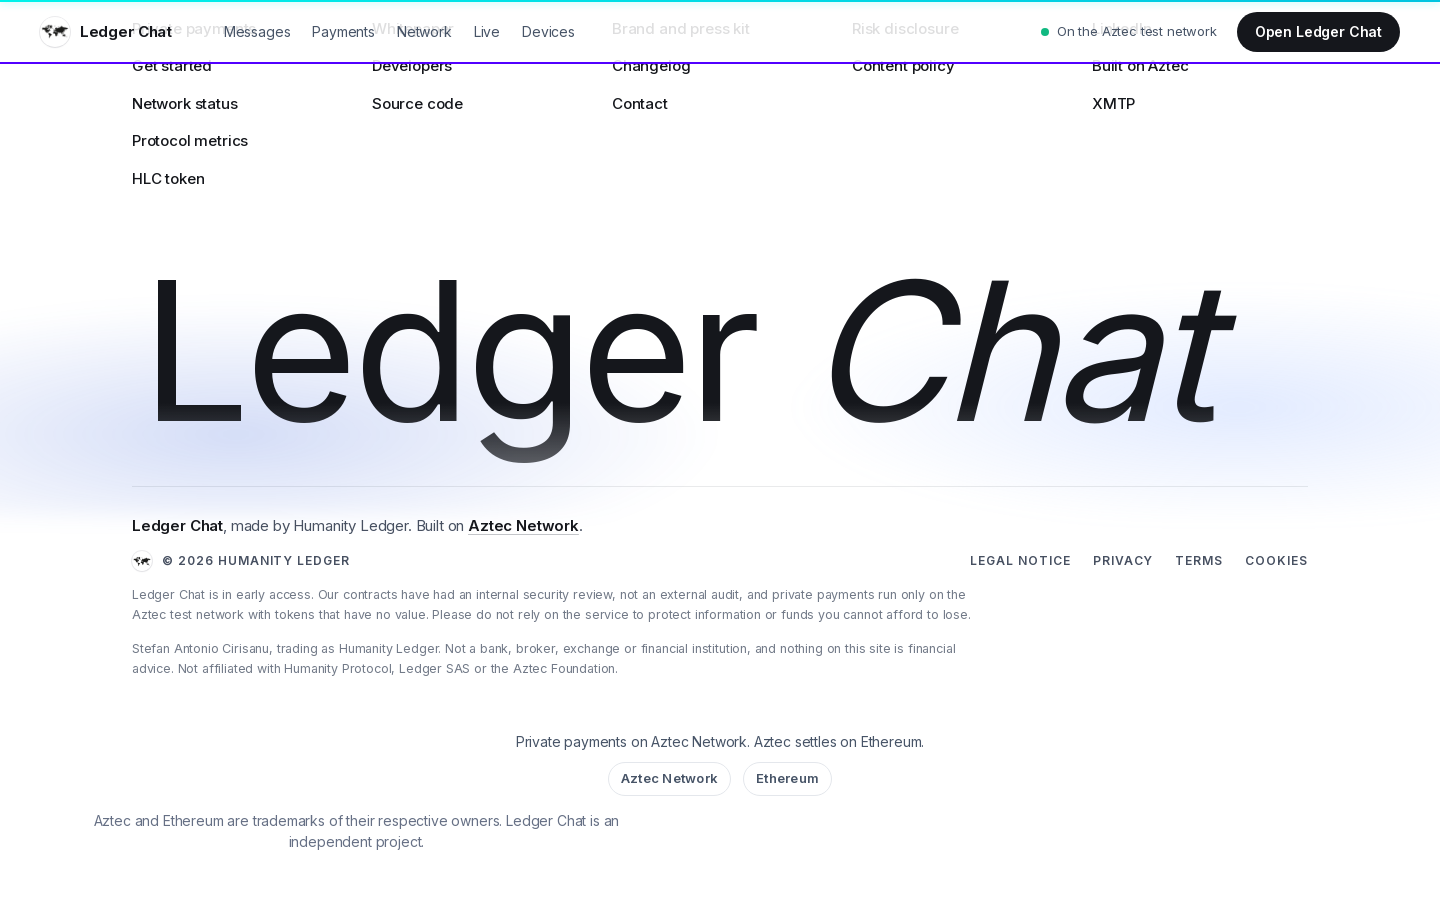 Ledger Chat
Messages
Payments
Network
Live
Devices
On the Aztec test network
Open Ledger Chat
Private payments
Whitepaper
Brand and press kit
Risk disclosure
LinkedIn
Get started
Developers
Changelog
Content policy
Built on Aztec
Network status
Source code
Contact
XMTP
Protocol metrics
HLC token
Ledger Chat
Ledger Chat, made by Humanity Ledger. Built on Aztec Network.
© 2026 HUMANITY LEDGER
LEGAL NOTICE
PRIVACY
TERMS
COOKIES
Ledger Chat is in early access. Our contracts have had an internal security review, not an external audit, and private payments run only on the
Aztec test network with tokens that have no value. Please do not rely on the service to protect information or funds you cannot afford to lose.
Stefan Antonio Cirisanu, trading as Humanity Ledger. Not a bank, broker, exchange or financial institution, and nothing on this site is financial
advice. Not affiliated with Humanity Protocol, Ledger SAS or the Aztec Foundation.
Private payments on Aztec Network. Aztec settles on Ethereum.
Aztec Network
Ethereum
Aztec and Ethereum are trademarks of their respective owners. Ledger Chat is an
independent project.